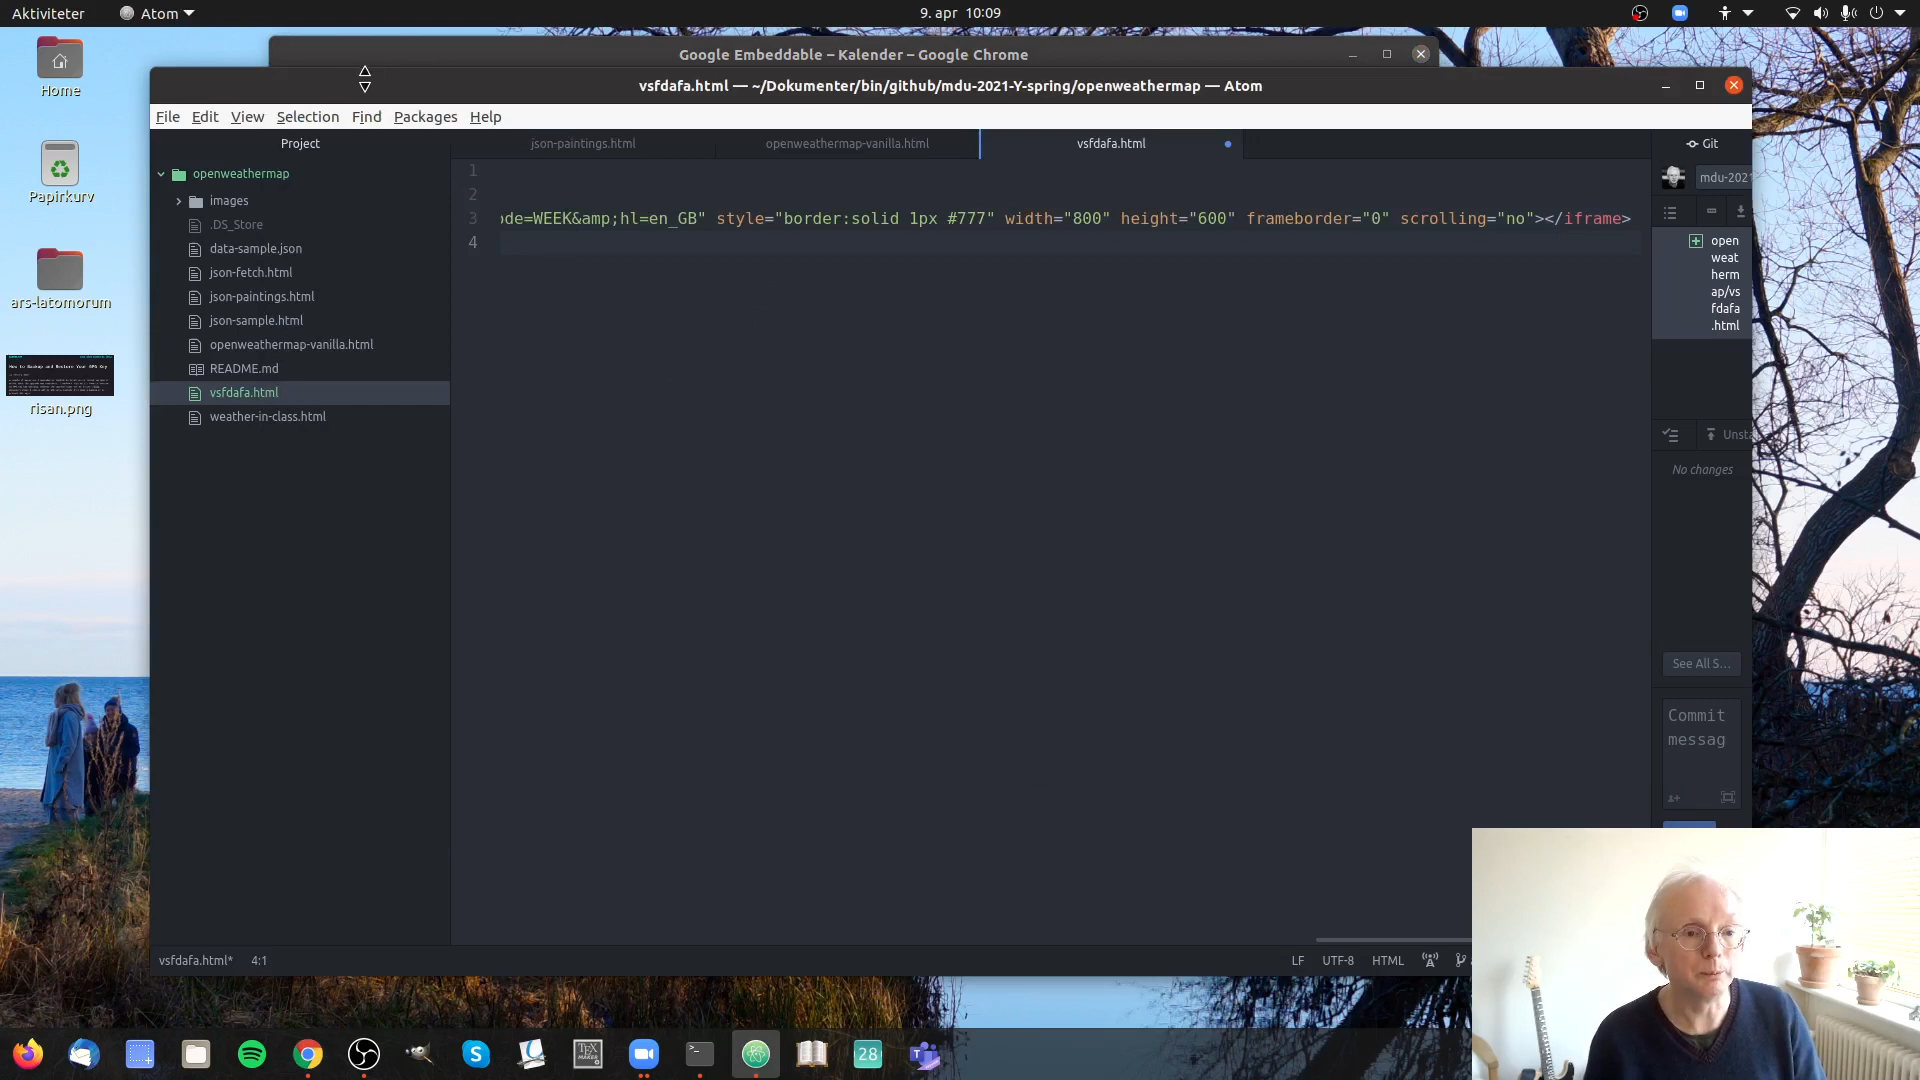 Aktiviteter
Atom
9. apr 10:09
Home
Papirkurv
ars-latomorum
risan.png
Google Embeddable – Kalender – Google Chrome
vsfdafa.html — ~/Dokumenter/bin/github/mdu-2021-Y-spring/openweathermap — Atom
File Edit View Selection Find Packages Help
Project
json-paintings.html
openweathermap-vanilla.html
vsfdafa.html
Git
openweathermap
images
.DS_Store
data-sample.json
json-fetch.html
json-paintings.html
json-sample.html
openweathermap-vanilla.html
README.md
vsfdafa.html
weather-in-class.html
1
2
3 ode=WEEK&amp;hl=en_GB" style="border:solid 1px #777" width="800" height="600" frameborder="0" scrolling="no"></iframe>
4
mdu-2021
open
weat
herm
ap/vs
fdafa
.html
Unsta
No changes
See All S...
Commit
messag
vsfdafa.html* 4:1
LF UTF-8 HTML
28